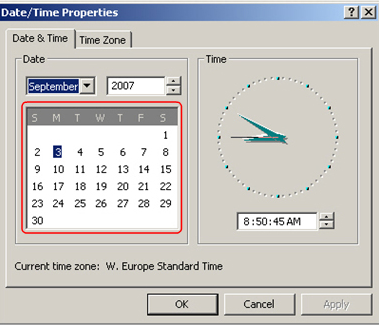 Date/Time Properties
Date & Time Time Zone
Date
Time
September 2007
S M T W T F S
1
2 3 4 5 6 7 8
9 10 11 12 13 14 15
16 17 18 19 20 21 22
23 24 25 26 27 28 29
30
8:50:45 AM
Current time zone: W. Europe Standard Time
OK Cancel Apply